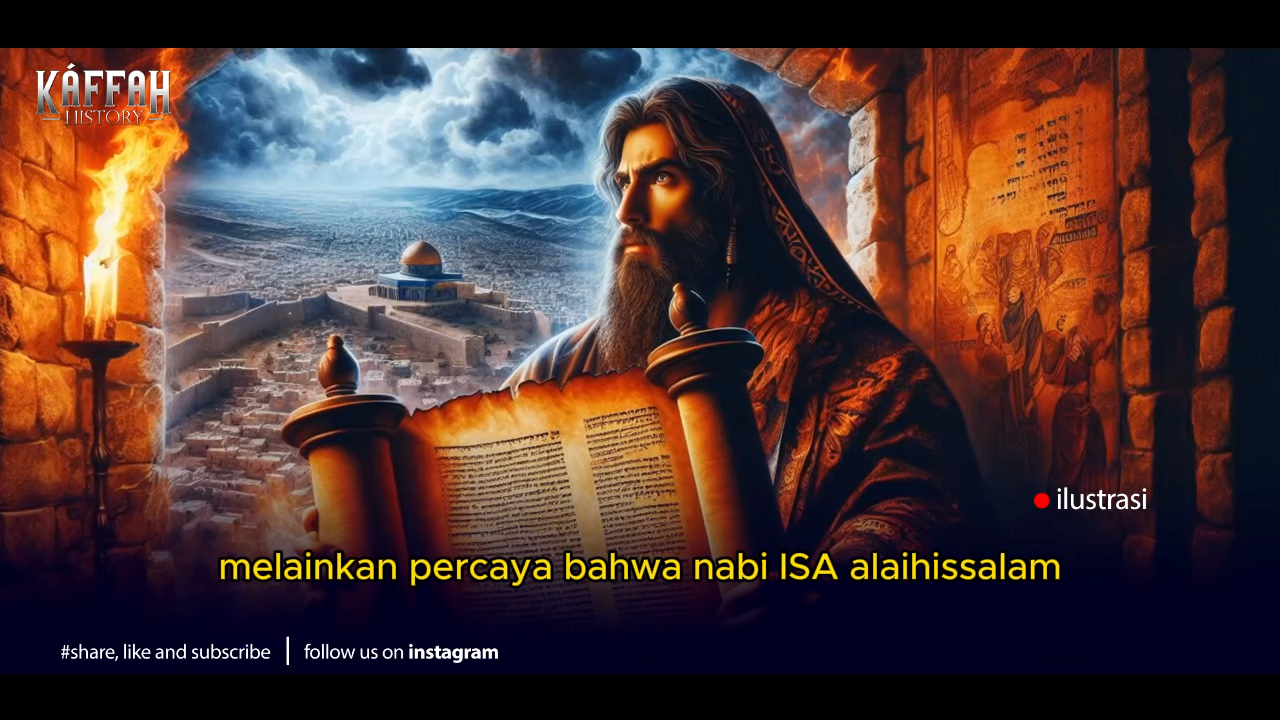 KÁFFAH
HISTORY
ilustrasi
melainkan percaya bahwa nabi ISA alaihissalam
#share, like and subscribe | follow us on instagram